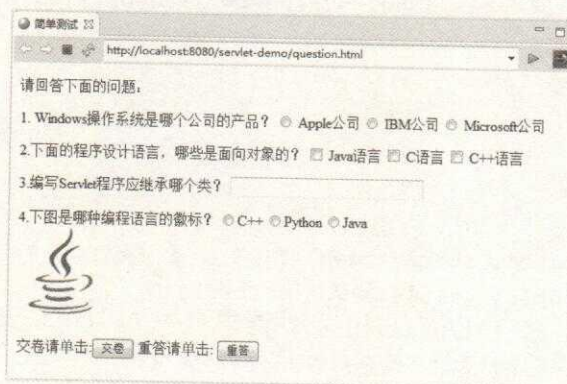 简单测试
http://localhost:8080/servlet-demo/question.html
请回答下面的问题:
1. Windows操作系统是哪个公司的产品? Apple公司 IBM公司 Microsoft公司
2.下面的程序设计语言,哪些是面向对象的? Java语言 C语言 C++语言
3.编写Servlet程序应继承哪个类?
4.下图是哪种编程语言的徽标? C++ Python Java
交卷请单击: 交卷 重答请单击: 重答